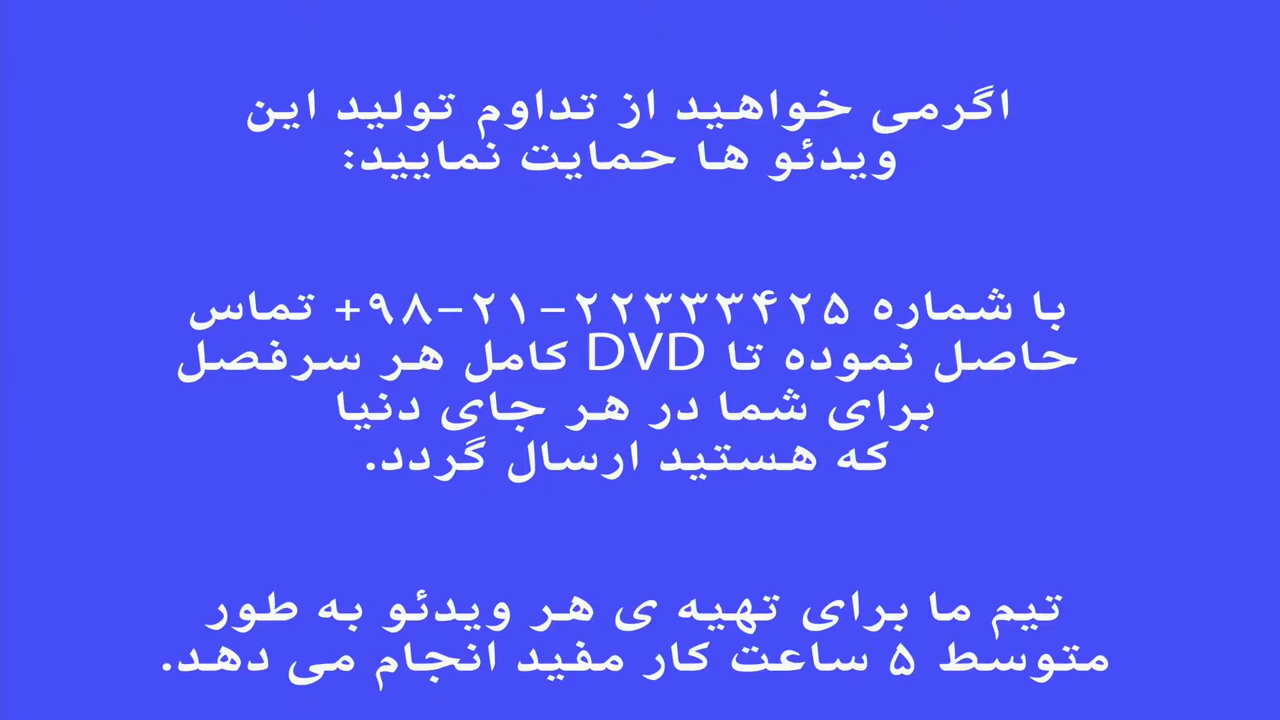 اگرمی خواهید از تداوم تولید این
ویدئو ها حمایت نمایید:
با شماره ۲۲۳۳۳۴۲۵-۲۱-۹۸+ تماس
حاصل نموده تا DVD کامل هر سرفصل
برای شما در هر جای دنیا
که هستید ارسال گردد.
تیم ما برای تهیه ی هر ویدئو به طور
متوسط ۵ ساعت کار مفید انجام می دهد.